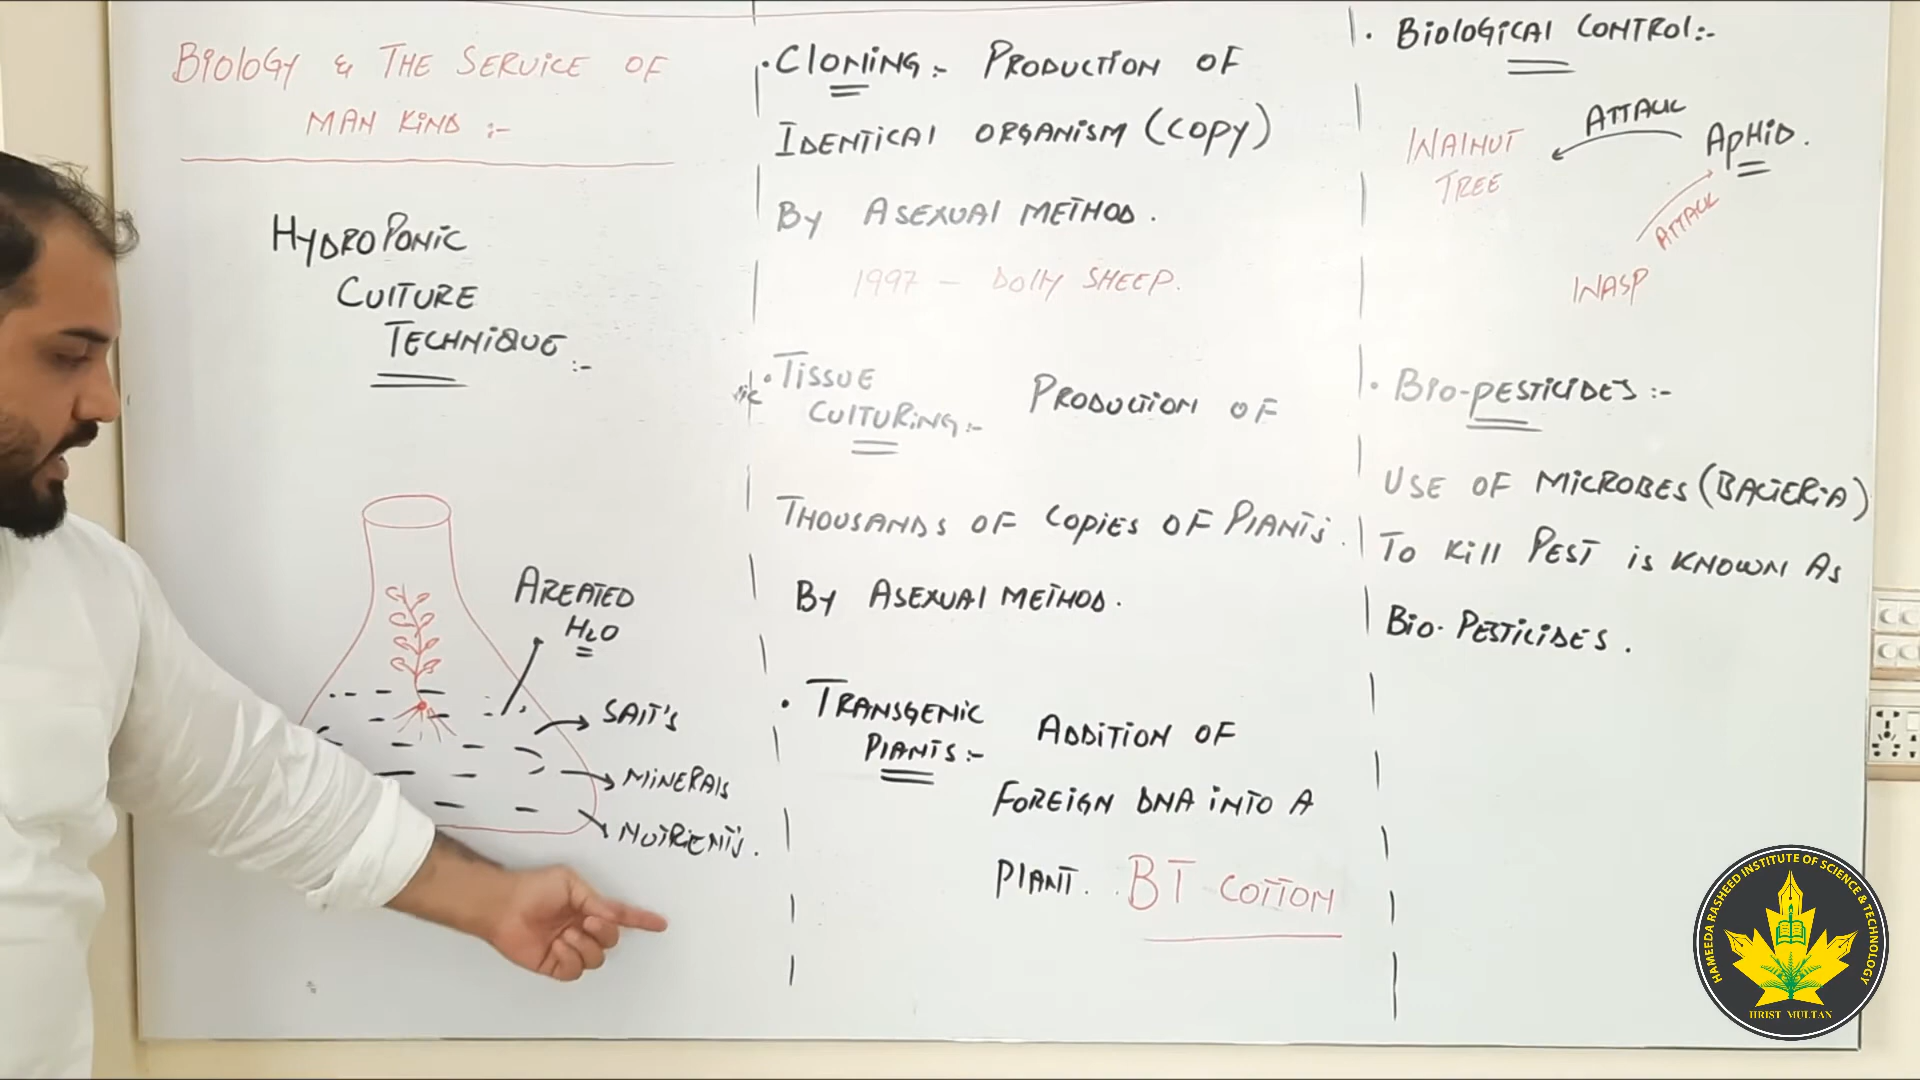 BiologY & THE SERViCE OF
MAN KiND :-
HYDROPONiC
CUlTURE
TECHNiQUE :-
AREATED
H2O
SAlT'S
MiNERAlS
NUTRiENTS.
• CloNiNG :- PRODUCTiON OF
IDENTiCAl ORGANiSM (COPY)
By ASEXUAl METHOD.
1997 - Dolly SHEEP.
• TiSSUE
CUlTURiNG :- PRODUCTiON OF
THOUSANDS OF COPiES OF PlANTS.
By ASEXUAl METHOD.
• TRANSGENiC
PlANTS :- ADDiTiON OF
FOREiGN DNA iNTO A
PlANT. BT COTTON
• BiOlOGiCAl CONTROl :-
WAlNUT
TREE
ATTACK
APHiD.
ATTACK
WASP
• BiO-PESTiCiDES :-
USE OF MiCROBES (BACTERiA)
TO Kill PEST iS KNOWN AS
BiO-PESTiCiDES.
HAMEEDA RASHEED INSTITUTE OF SCIENCE & TECHNOLOGY
HRIST MULTAN